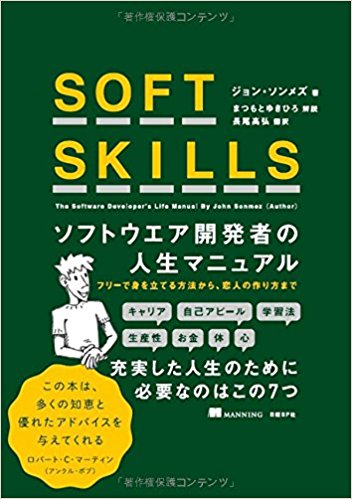 "著作権保護コンテンツ"
SOFT
SKILLS
ジョン・ソンメズ 著
まつもとゆきひろ 解説
長尾高弘 翻訳
The Software Developer's Life Manual By John Sonmez (Author)
ソフトウエア開発者の
人生マニュアル
フリーで身を立てる方法から、恋人の作り方まで
キャリア 自己アピール 学習法
生産性 お金 体 心
充実した人生のために
必要なのはこの7つ
この本は、
多くの知恵と
優れたアドバイスを
与えてくれる
ロバート・C・マーティン
(アンクル・ボブ)
MANNING 日経BP社
"著作権保護コンテンツ"